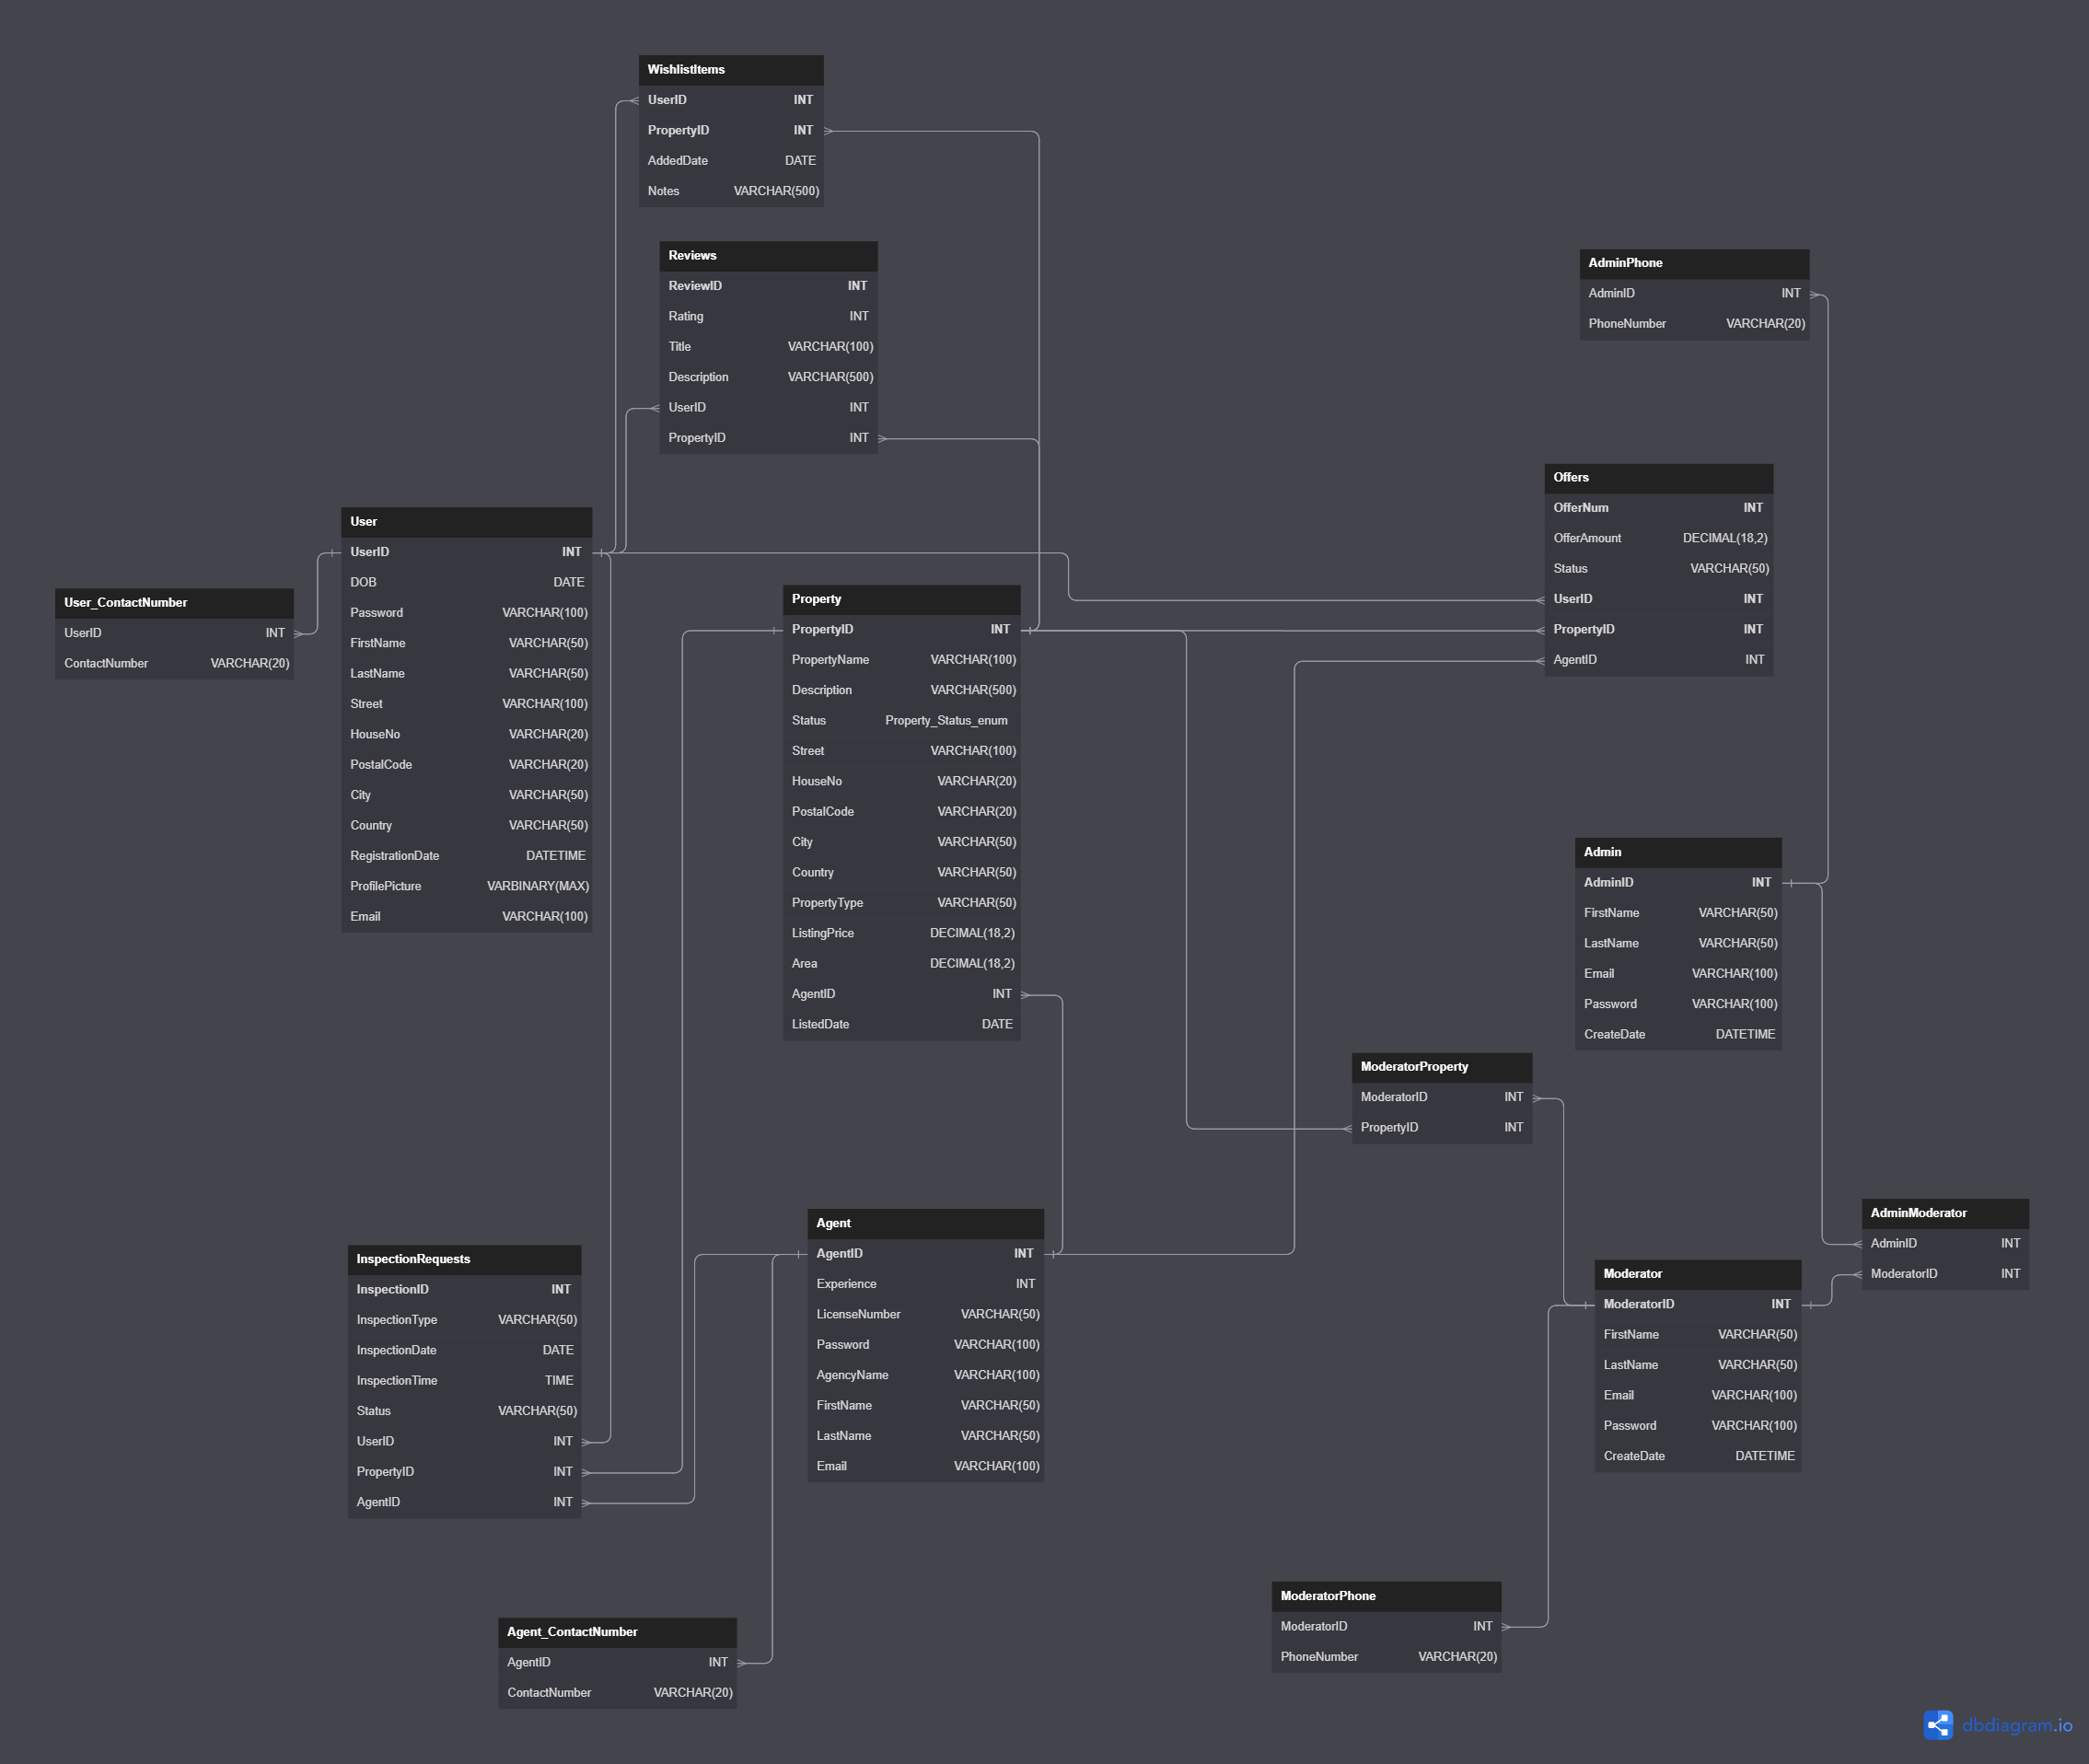 WishlistItems
UserID INT
PropertyID INT
AddedDate DATE
Notes VARCHAR(500)
Reviews
ReviewID INT
Rating INT
Title VARCHAR(100)
Description VARCHAR(500)
UserID INT
PropertyID INT
AdminPhone
AdminID INT
PhoneNumber VARCHAR(20)
Offers
OfferNum INT
OfferAmount DECIMAL(18,2)
Status VARCHAR(50)
UserID INT
PropertyID INT
AgentID INT
User
UserID INT
DOB DATE
Password VARCHAR(100)
FirstName VARCHAR(50)
LastName VARCHAR(50)
Street VARCHAR(100)
HouseNo VARCHAR(20)
PostalCode VARCHAR(20)
City VARCHAR(50)
Country VARCHAR(50)
RegistrationDate DATETIME
ProfilePicture VARBINARY(MAX)
Email VARCHAR(100)
User_ContactNumber
UserID INT
ContactNumber VARCHAR(20)
Property
PropertyID INT
PropertyName VARCHAR(100)
Description VARCHAR(500)
Status Property_Status_enum
Street VARCHAR(100)
HouseNo VARCHAR(20)
PostalCode VARCHAR(20)
City VARCHAR(50)
Country VARCHAR(50)
PropertyType VARCHAR(50)
ListingPrice DECIMAL(18,2)
Area DECIMAL(18,2)
AgentID INT
ListedDate DATE
Admin
AdminID INT
FirstName VARCHAR(50)
LastName VARCHAR(50)
Email VARCHAR(100)
Password VARCHAR(100)
CreateDate DATETIME
ModeratorProperty
ModeratorID INT
PropertyID INT
AdminModerator
AdminID INT
ModeratorID INT
Agent
AgentID INT
Experience INT
LicenseNumber VARCHAR(50)
Password VARCHAR(100)
AgencyName VARCHAR(100)
FirstName VARCHAR(50)
LastName VARCHAR(50)
Email VARCHAR(100)
InspectionRequests
InspectionID INT
InspectionType VARCHAR(50)
InspectionDate DATE
InspectionTime TIME
Status VARCHAR(50)
UserID INT
PropertyID INT
AgentID INT
Moderator
ModeratorID INT
FirstName VARCHAR(50)
LastName VARCHAR(50)
Email VARCHAR(100)
Password VARCHAR(100)
CreateDate DATETIME
ModeratorPhone
ModeratorID INT
PhoneNumber VARCHAR(20)
Agent_ContactNumber
AgentID INT
ContactNumber VARCHAR(20)
dbdiagram.io